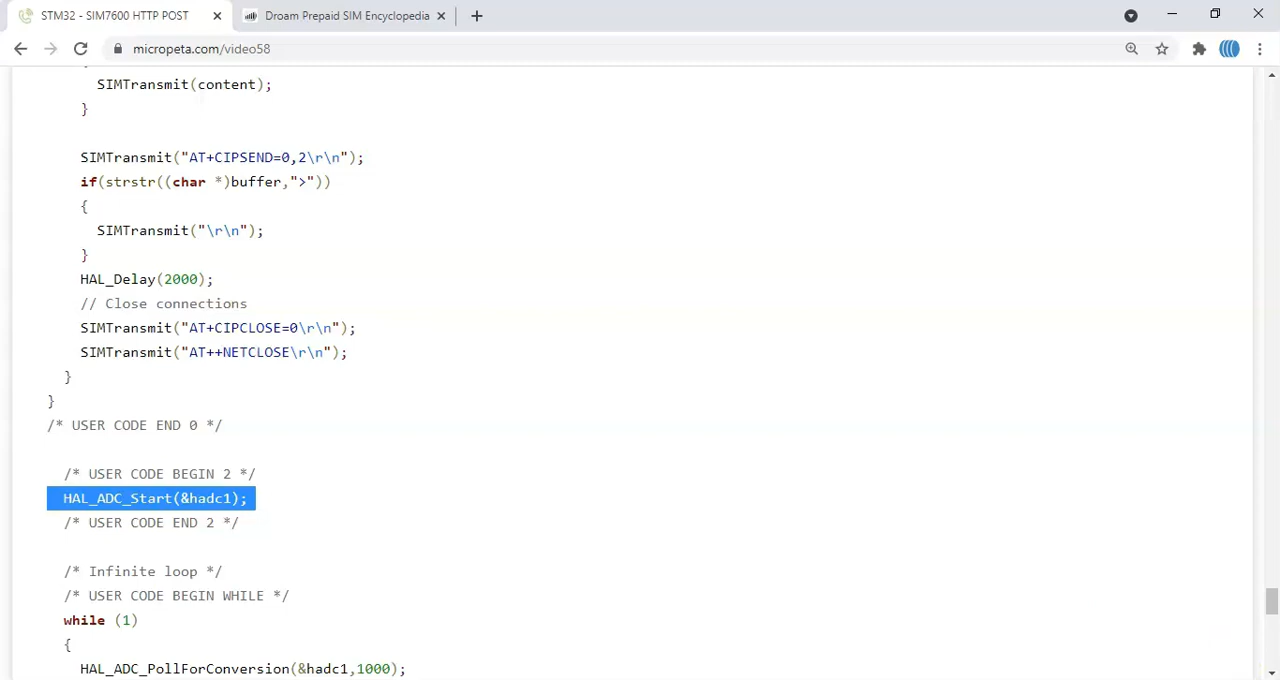 STM32 - SIM7600 HTTP POST
Droam Prepaid SIM Encyclopedia
micropeta.com/video58
SIMTransmit(content);
}
SIMTransmit("AT+CIPSEND=0,2\r\n");
if(strstr((char *)buffer,">"))
{
SIMTransmit("\r\n");
}
HAL_Delay(2000);
// Close connections
SIMTransmit("AT+CIPCLOSE=0\r\n");
SIMTransmit("AT++NETCLOSE\r\n");
}
}
/* USER CODE END 0 */
/* USER CODE BEGIN 2 */
HAL_ADC_Start(&hadc1);
/* USER CODE END 2 */
/* Infinite loop */
/* USER CODE BEGIN WHILE */
while (1)
{
HAL_ADC_PollForConversion(&hadc1,1000);